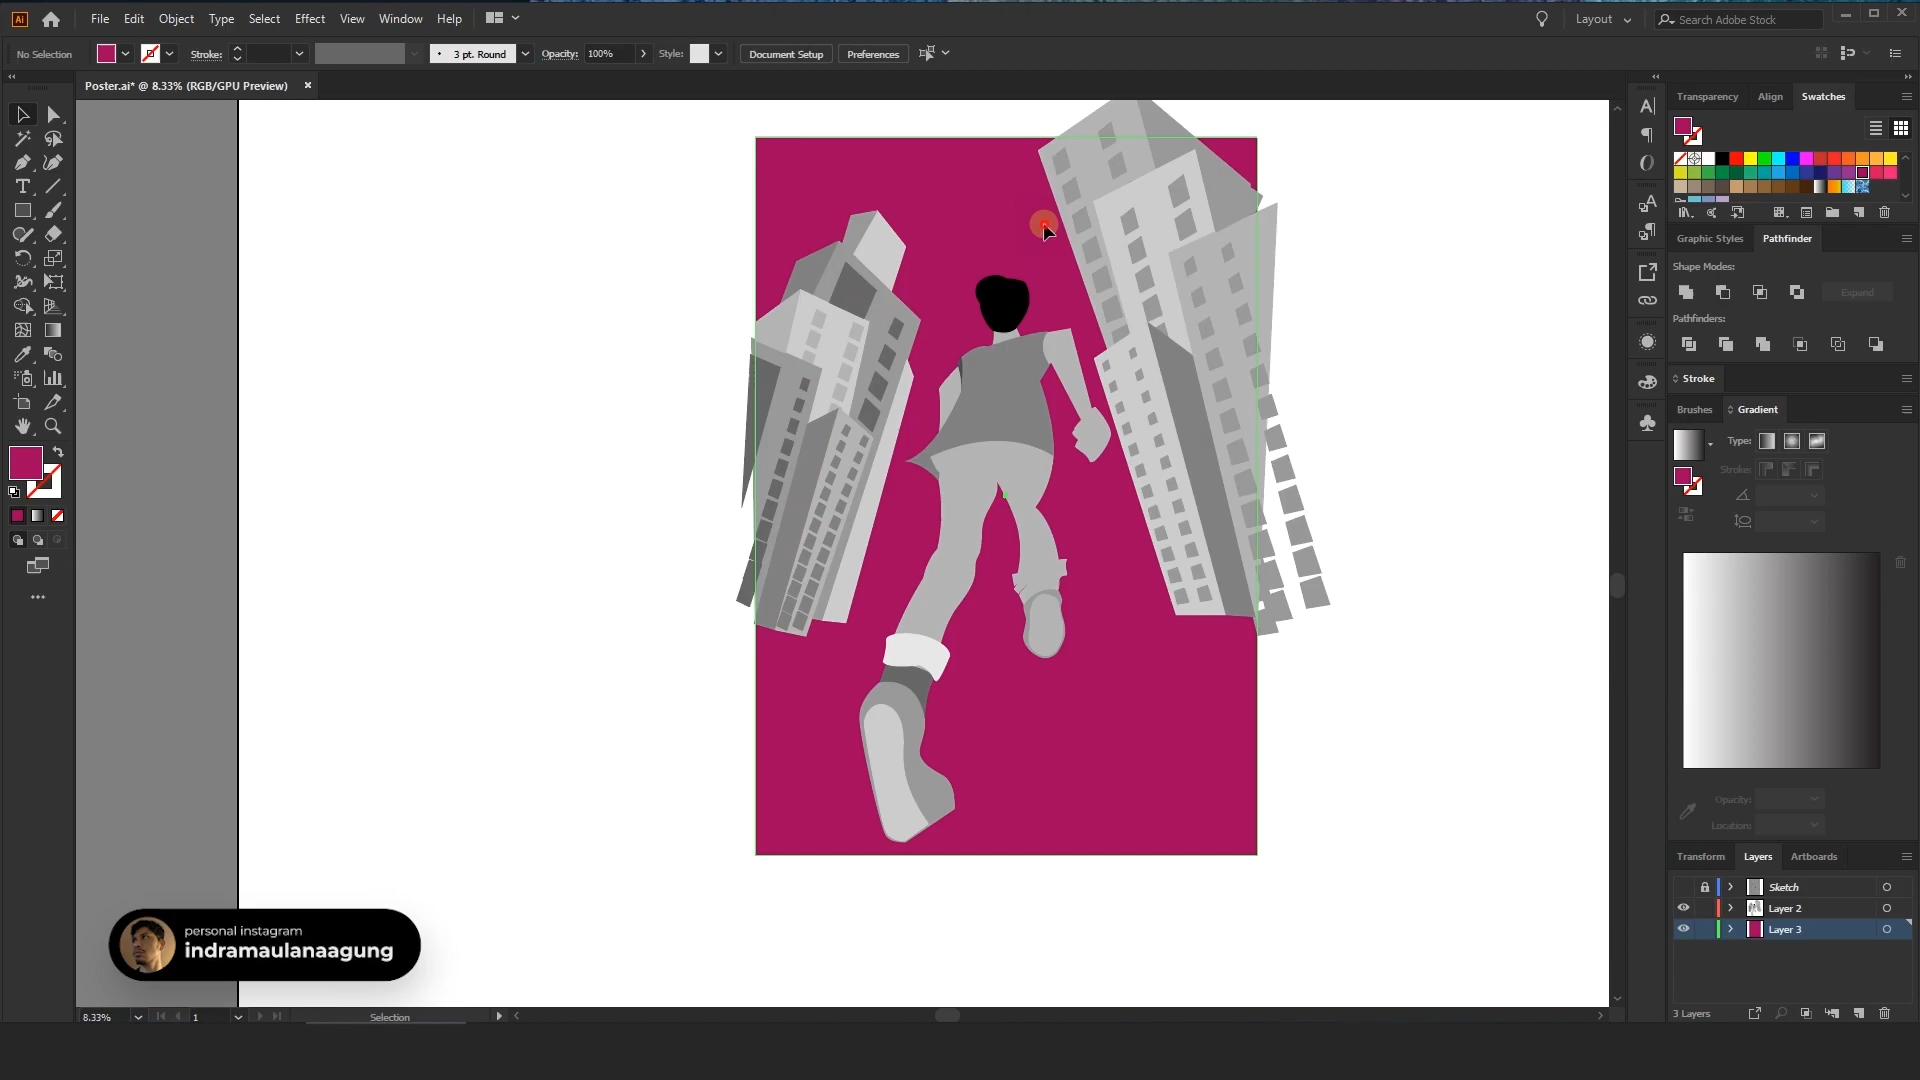 Ai File Edit Object Type Select Effect View Window Help Layout Search Adobe Stock
No Selection Stroke: 3 pt. Round Opacity: 100% Style: Document Setup Preferences
Poster.ai* @ 8.33% (RGB/GPU Preview) ×
Transparency Align Swatches
Graphic Styles Pathfinder
Shape Modes:
Expand
Pathfinders:
Stroke
Brushes Gradient
Type:
Stroke:
Opacity:
Location:
Transform Layers Artboards
Sketch
Layer 2
Layer 3
personal instagram
indramaulanaagung
8.33% 1 Selection
3 Layers